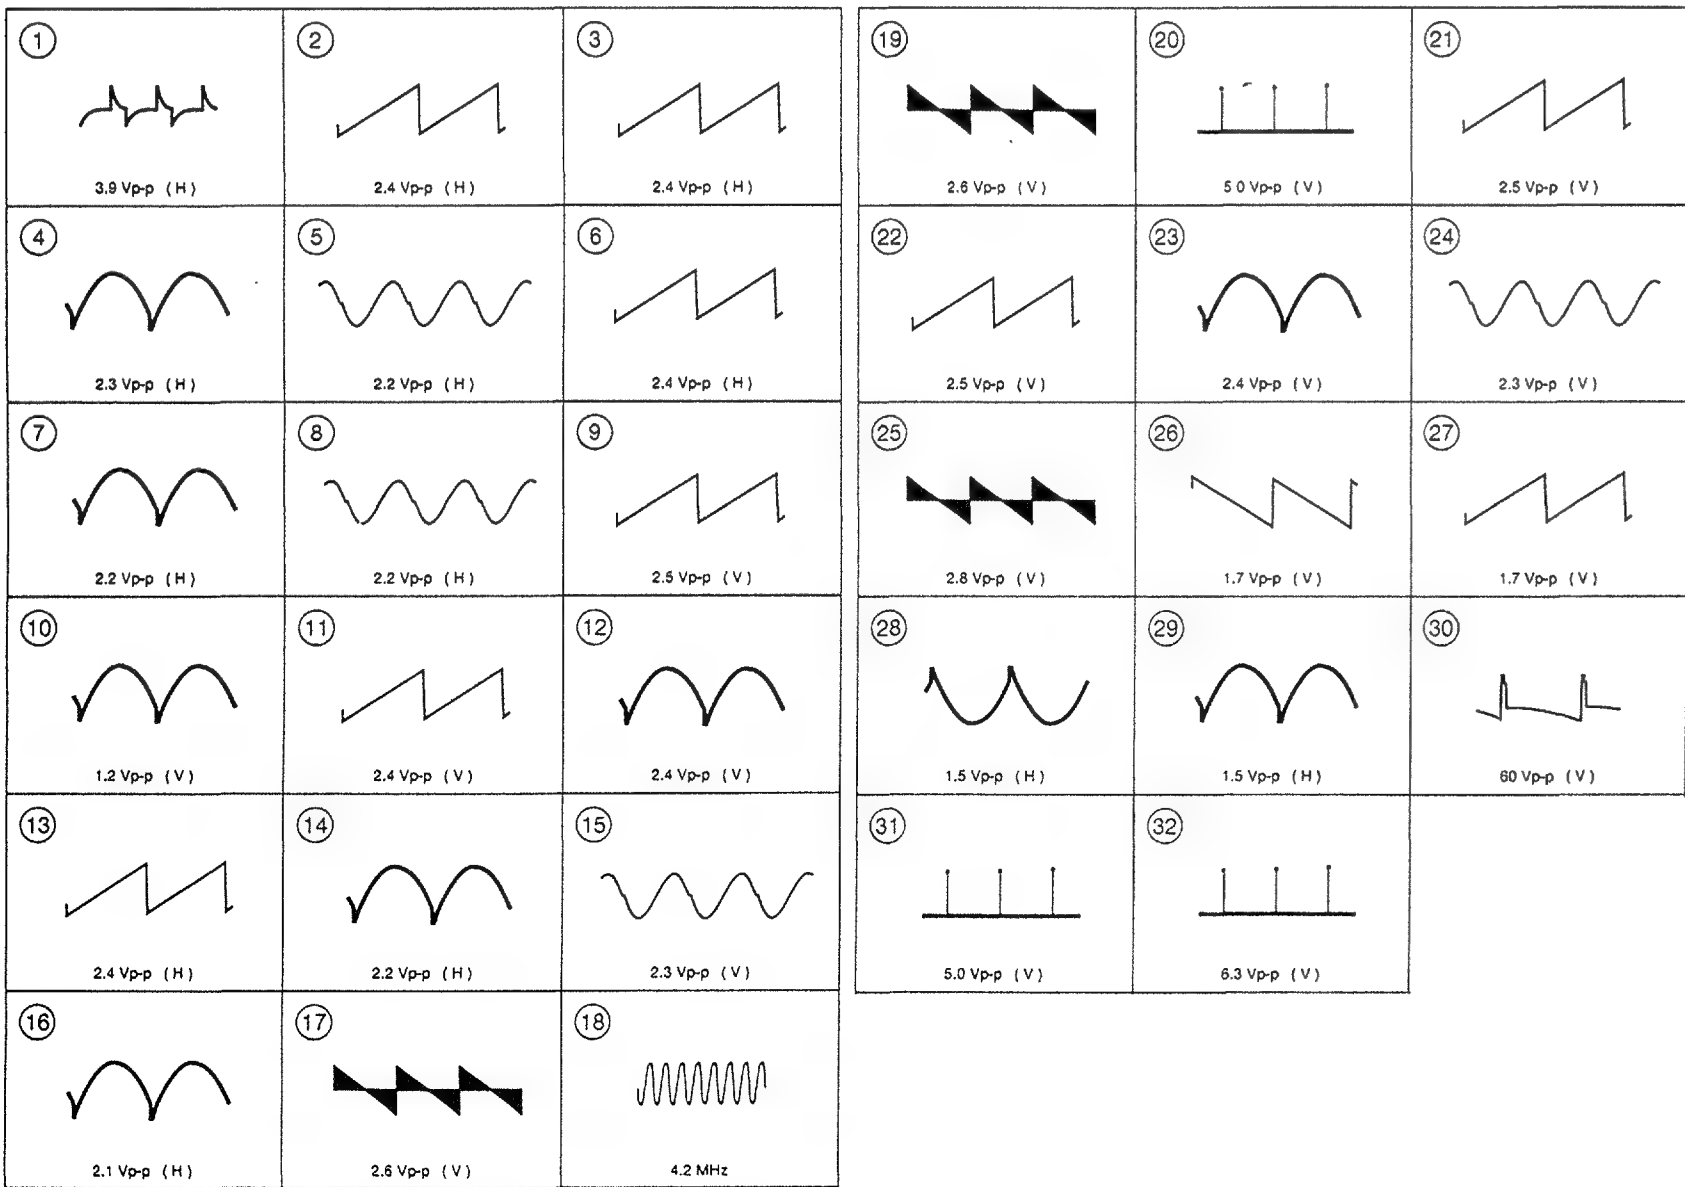 1
2
3
3.9 Vp-p (H)
2.4 Vp-p (H)
2.4 Vp-p (H)
4
5
6
2.3 Vp-p (H)
2.2 Vp-p (H)
2.4 Vp-p (H)
7
8
9
2.2 Vp-p (H)
2.2 Vp-p (H)
2.5 Vp-p (V)
10
11
12
1.2 Vp-p (V)
2.4 Vp-p (V)
2.4 Vp-p (V)
13
14
15
2.4 Vp-p (H)
2.2 Vp-p (H)
2.3 Vp-p (V)
16
17
18
2.1 Vp-p (H)
2.6 Vp-p (V)
4.2 MHz
19
20
21
2.6 Vp-p (V)
5 0 Vp-p (V)
2.5 Vp-p (V)
22
23
24
2.5 Vp-p (V)
2.4 Vp-p (V)
2.3 Vp-p (V)
25
26
27
2.8 Vp-p (V)
1.7 Vp-p (V)
1.7 Vp-p (V)
28
29
30
1.5 Vp-p (H)
1.5 Vp-p (H)
60 Vp-p (V)
31
32
5.0 Vp-p (V)
6.3 Vp-p (V)